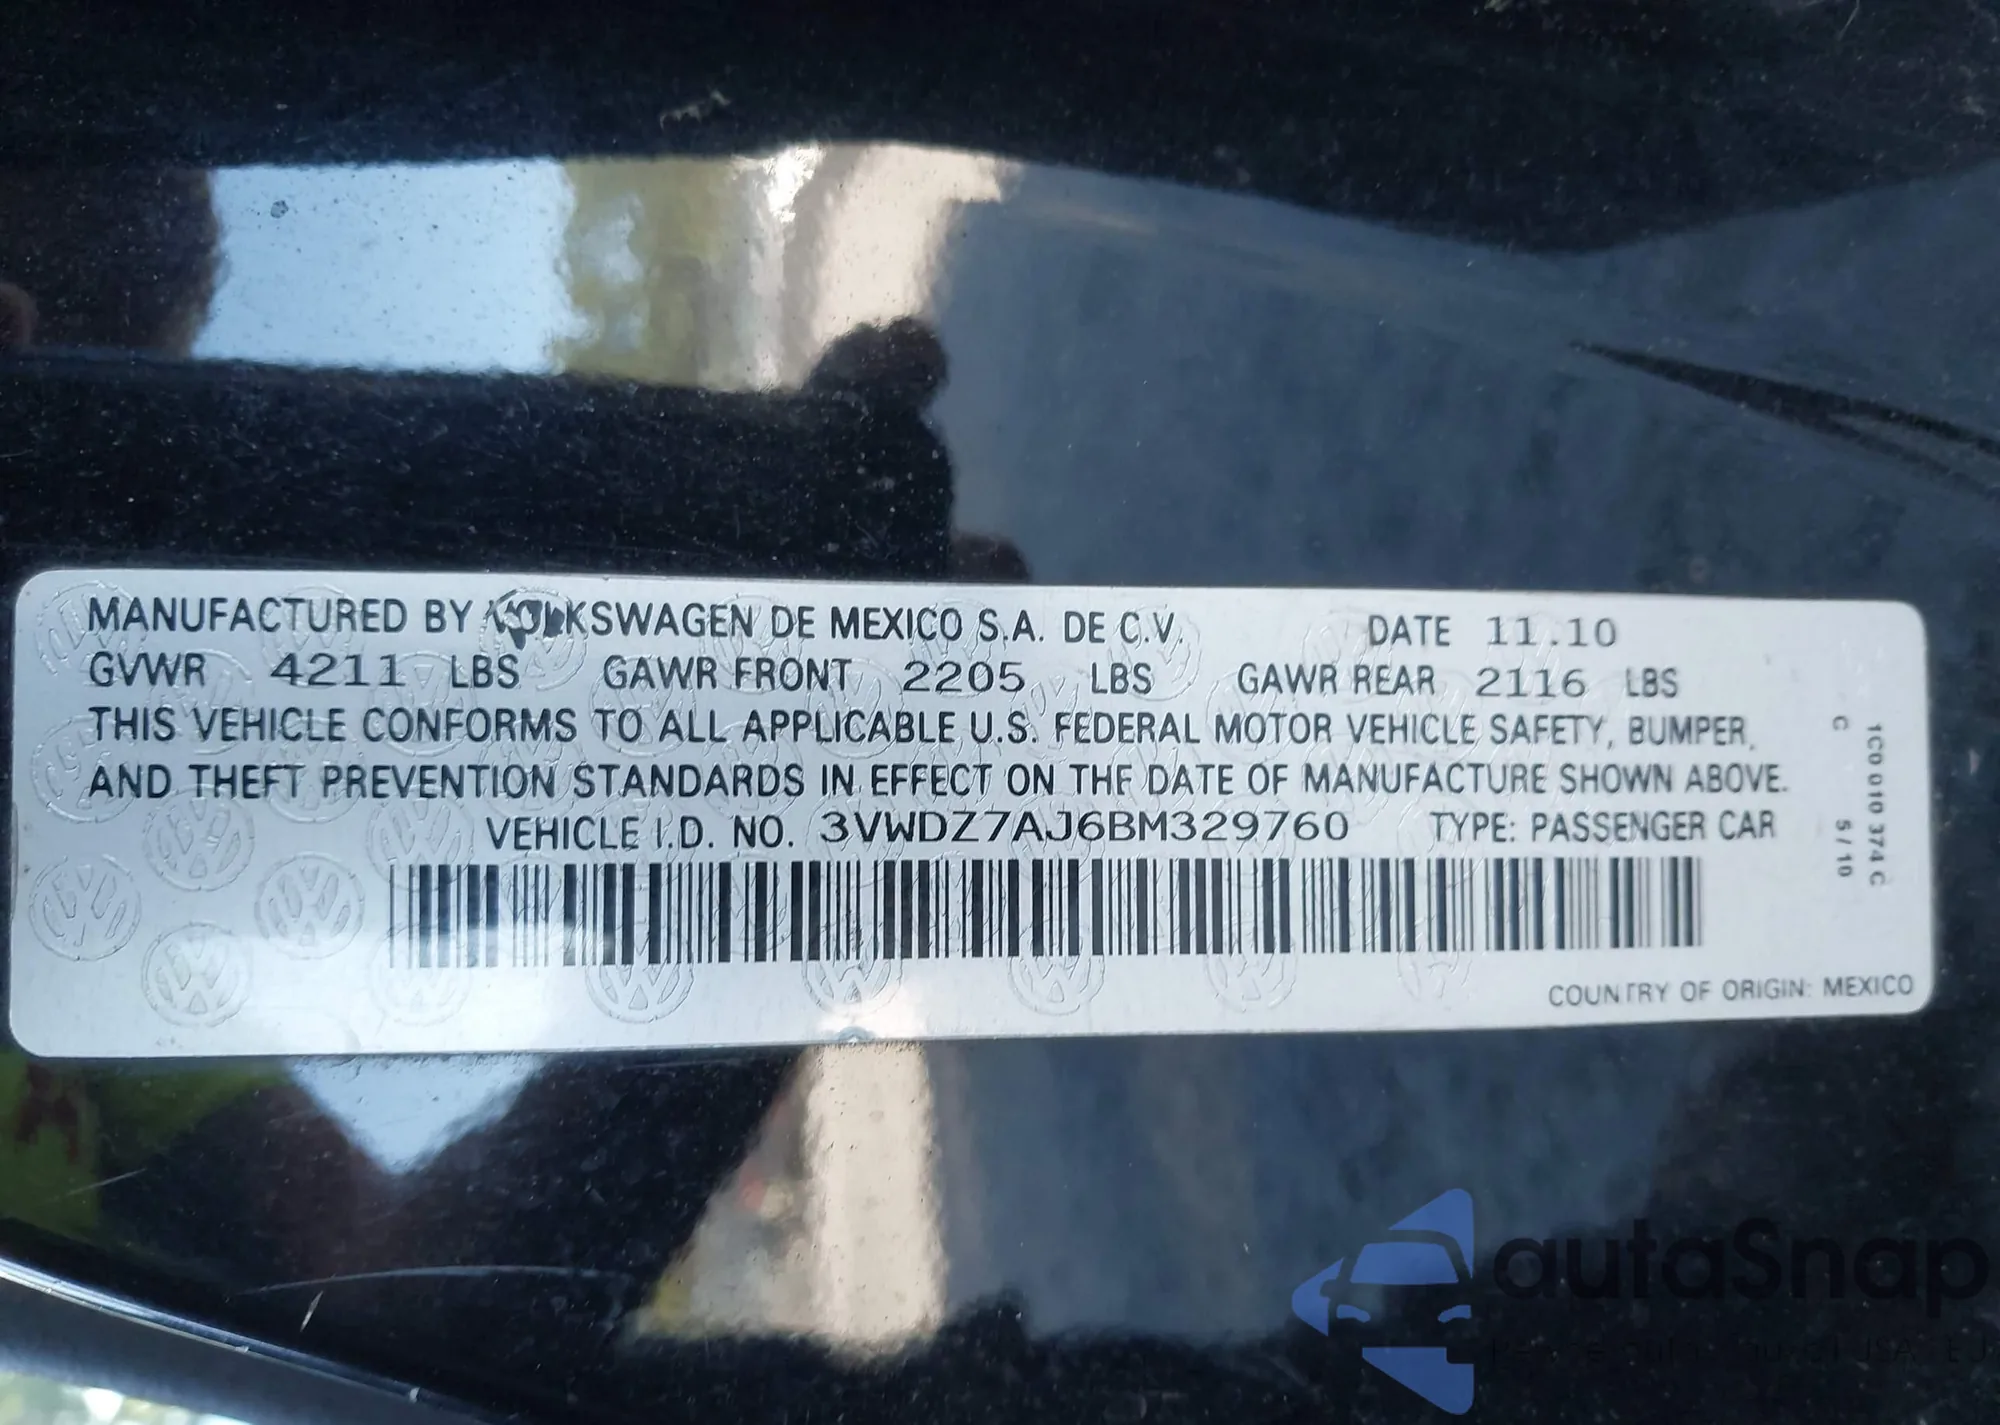 MANUFACTURED BY VOLKSWAGEN DE MEXICO S.A. DE C.V. DATE 11.10
GVWR 4211 LBS GAWR FRONT 2205 LBS GAWR REAR 2116 LBS
THIS VEHICLE CONFORMS TO ALL APPLICABLE U.S. FEDERAL MOTOR VEHICLE SAFETY, BUMPER,
AND THEFT PREVENTION STANDARDS IN EFFECT ON THE DATE OF MANUFACTURE SHOWN ABOVE.
VEHICLE I.D. NO. 3VWDZ7AJ6BM329760 TYPE: PASSENGER CAR
COUNTRY OF ORIGIN: MEXICO
1C0 010 374 C
C 5/10
autaSnap